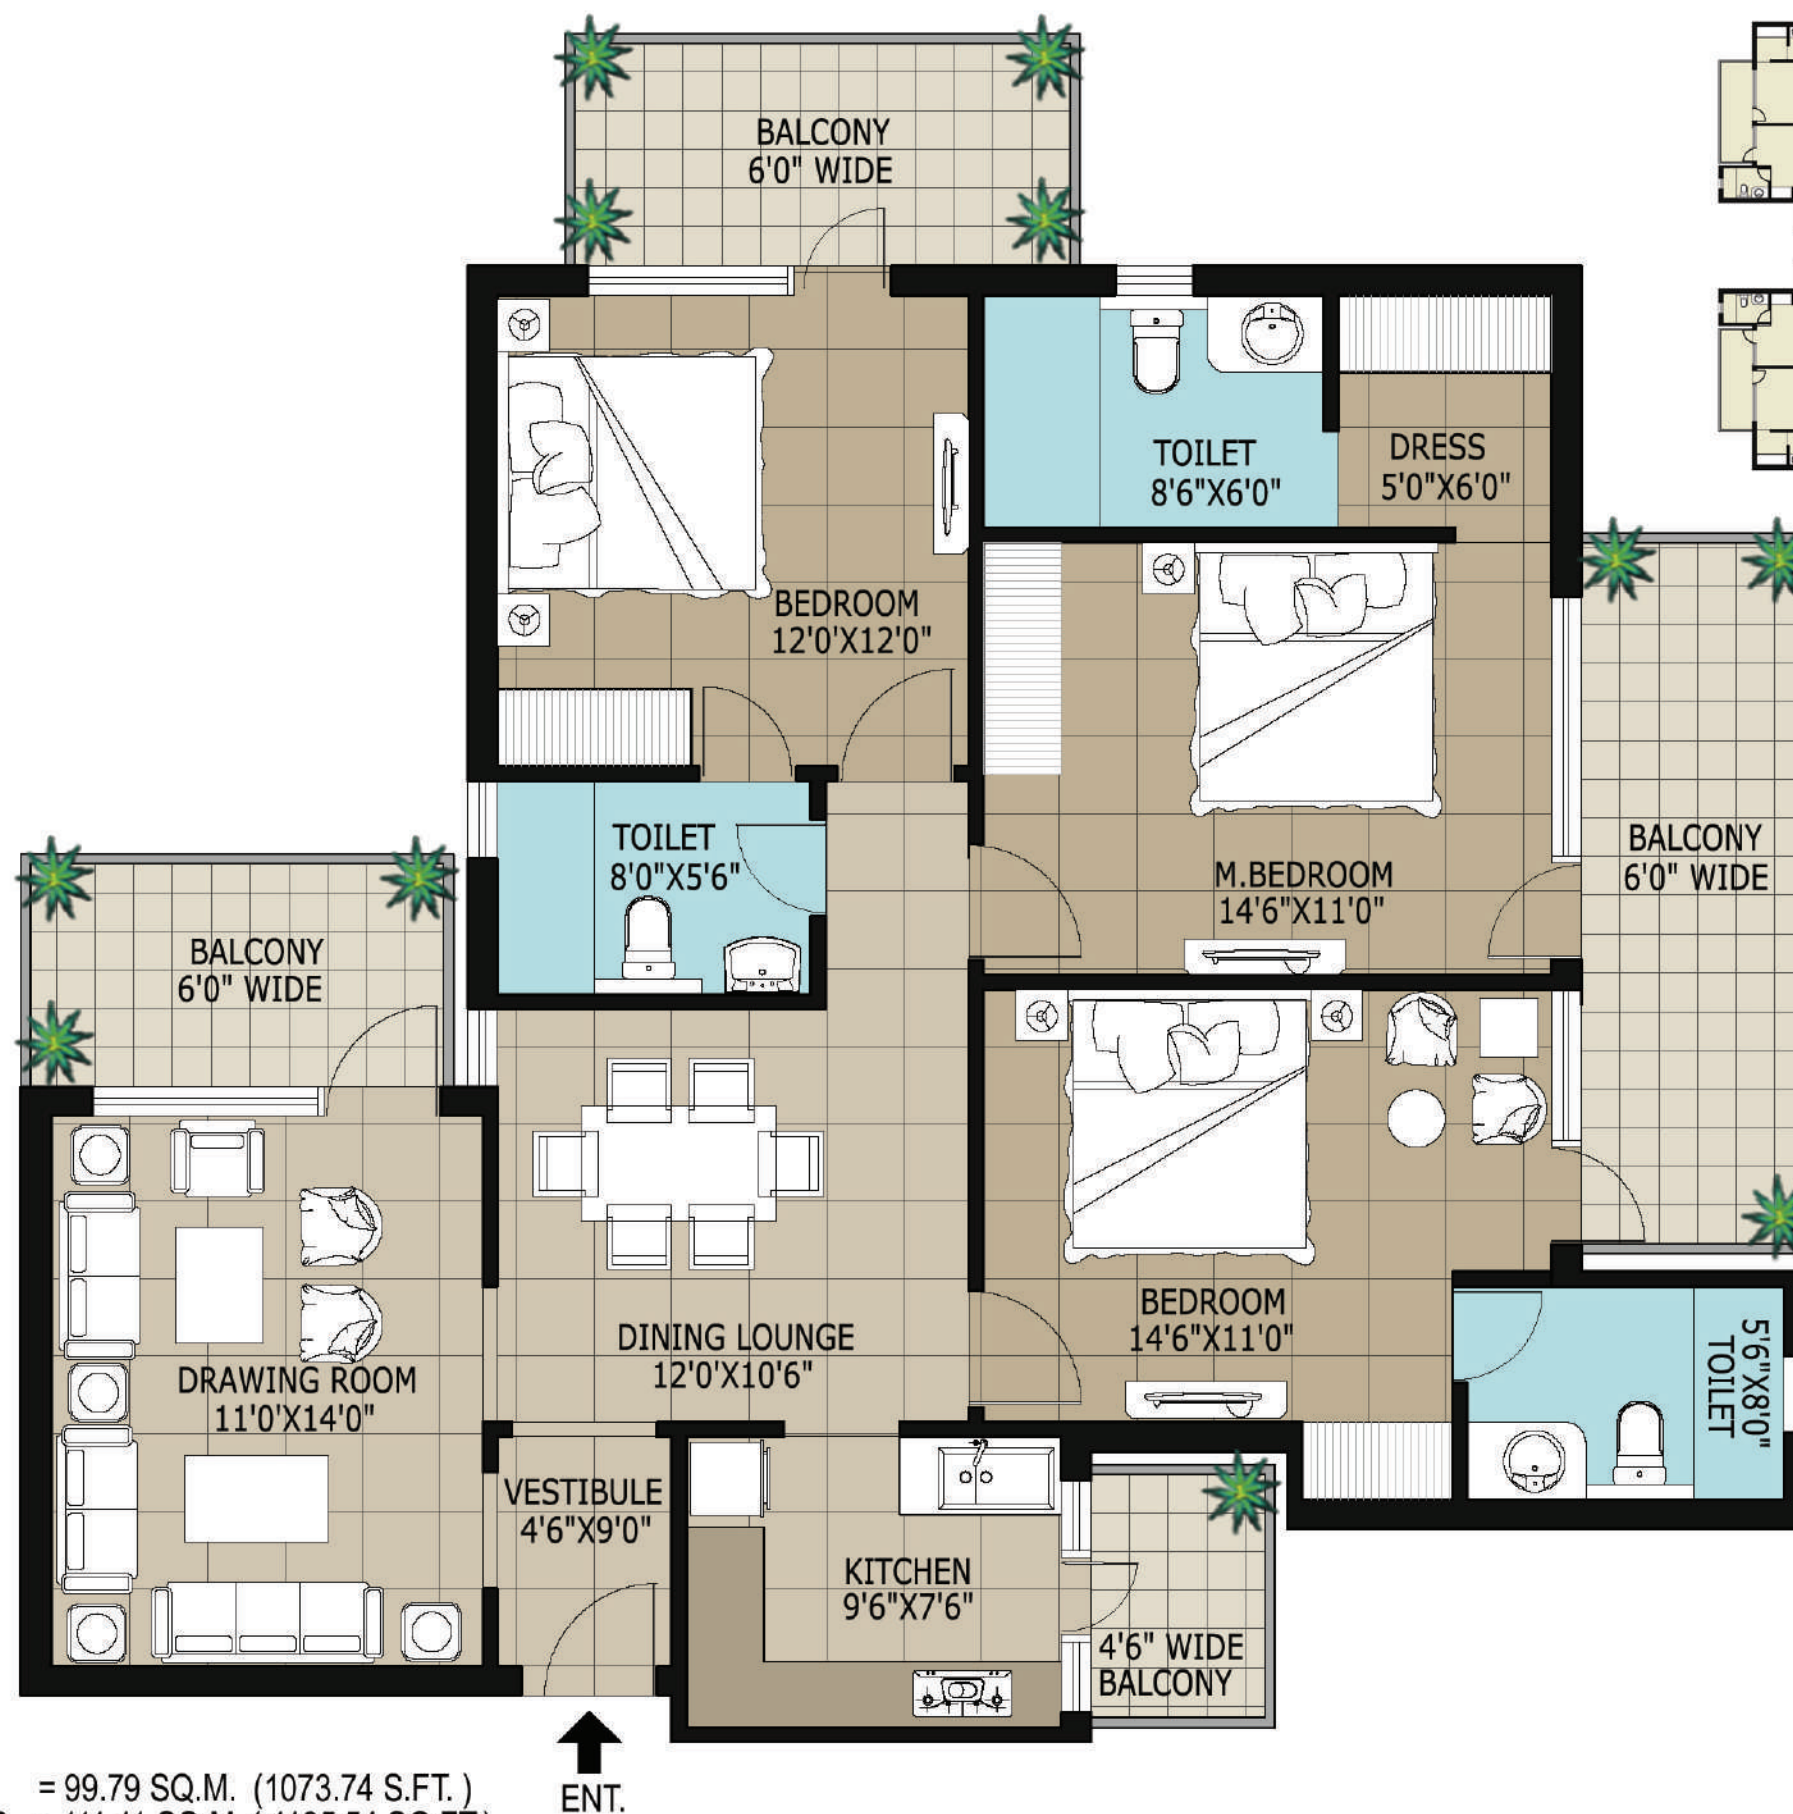 BALCONY
6'0" WIDE
TOILET
8'6"X6'0"
DRESS
5'0"X6'0"
BEDROOM
12'0'X12'0"
TOILET
8'0"X5'6"
M.BEDROOM
14'6"X11'0"
BALCONY
6'0" WIDE
BALCONY
6'0" WIDE
BEDROOM
14'6"X11'0"
5'6"X8'0"
TOILET
DINING LOUNGE
12'0'X10'6"
DRAWING ROOM
11'0'X14'0"
VESTIBULE
4'6"X9'0"
KITCHEN
9'6"X7'6"
4'6" WIDE
BALCONY
ENT.
= 99.79 SQ.M. (1073.74 S.FT. )